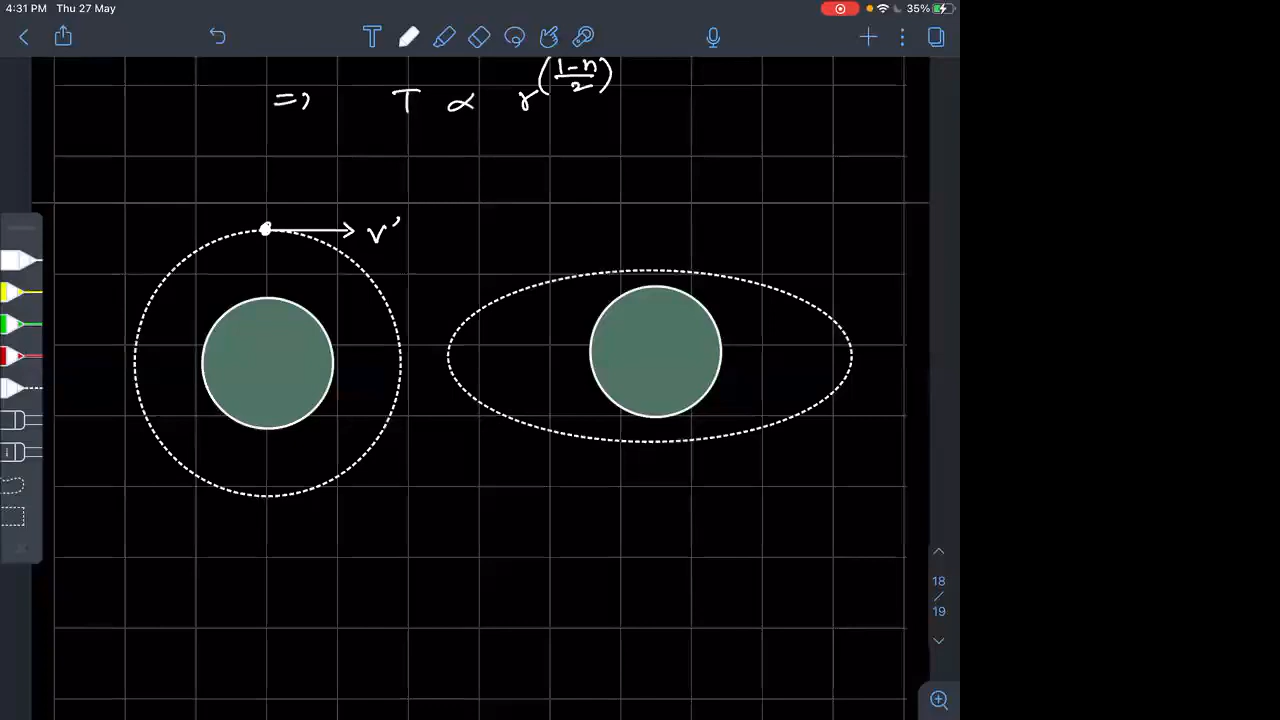 4:31 PM Thu 27 May 35%
T
=> T ∝ r^((1-n)/2)
v'
18
/
19